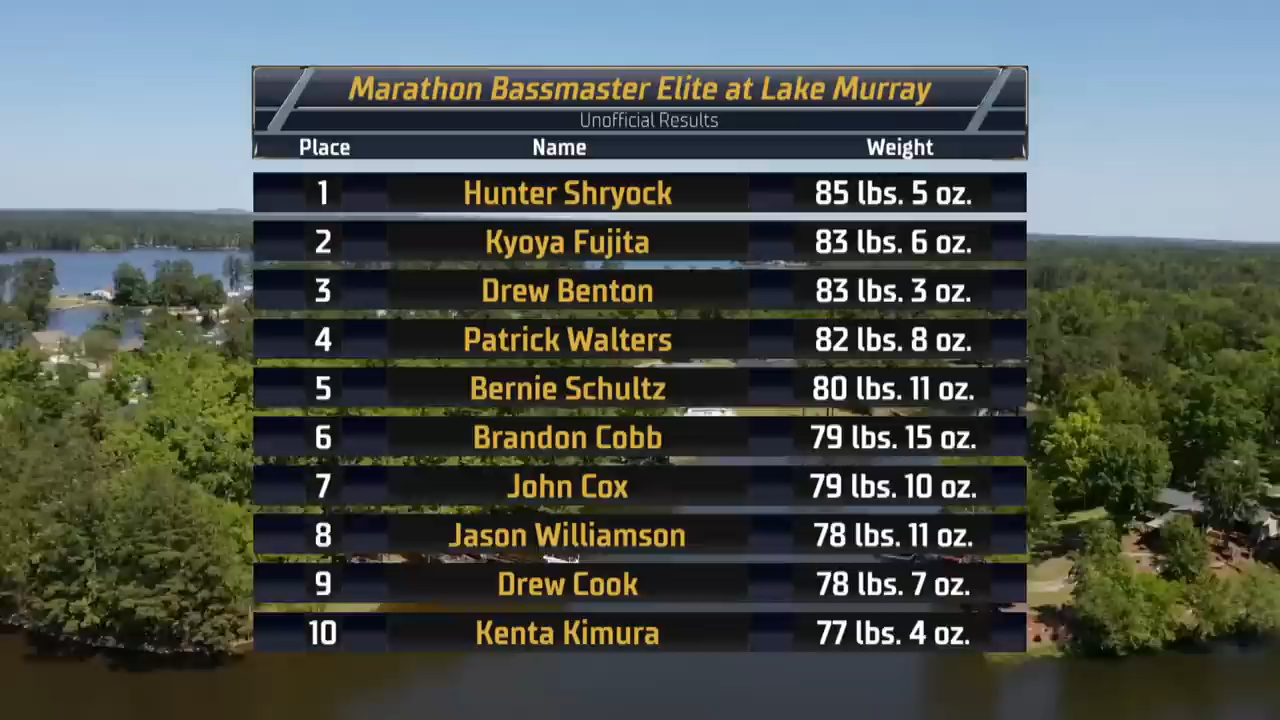 Marathon Bassmaster Elite at Lake Murray
Unofficial Results
Place Name Weight
1 Hunter Shryock 85 lbs. 5 oz.
2 Kyoya Fujita 83 lbs. 6 oz.
3 Drew Benton 83 lbs. 3 oz.
4 Patrick Walters 82 lbs. 8 oz.
5 Bernie Schultz 80 lbs. 11 oz.
6 Brandon Cobb 79 lbs. 15 oz.
7 John Cox 79 lbs. 10 oz.
8 Jason Williamson 78 lbs. 11 oz.
9 Drew Cook 78 lbs. 7 oz.
10 Kenta Kimura 77 lbs. 4 oz.